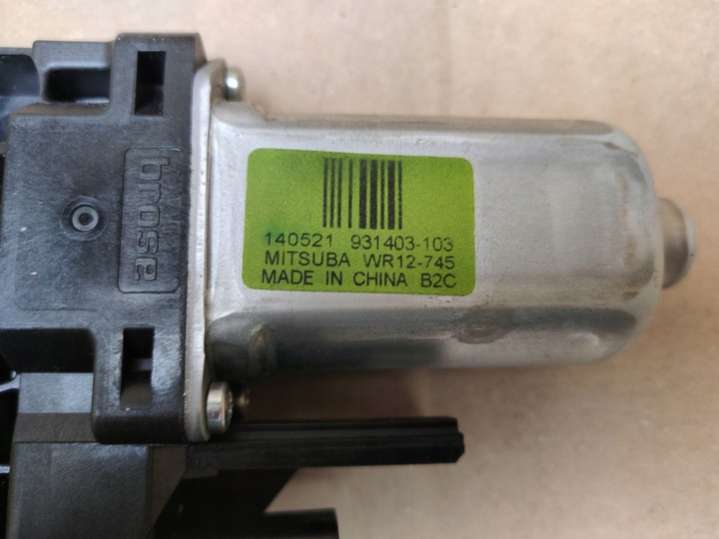 brose
140521 931403-103
MITSUBA WR12-745
MADE IN CHINA B2C